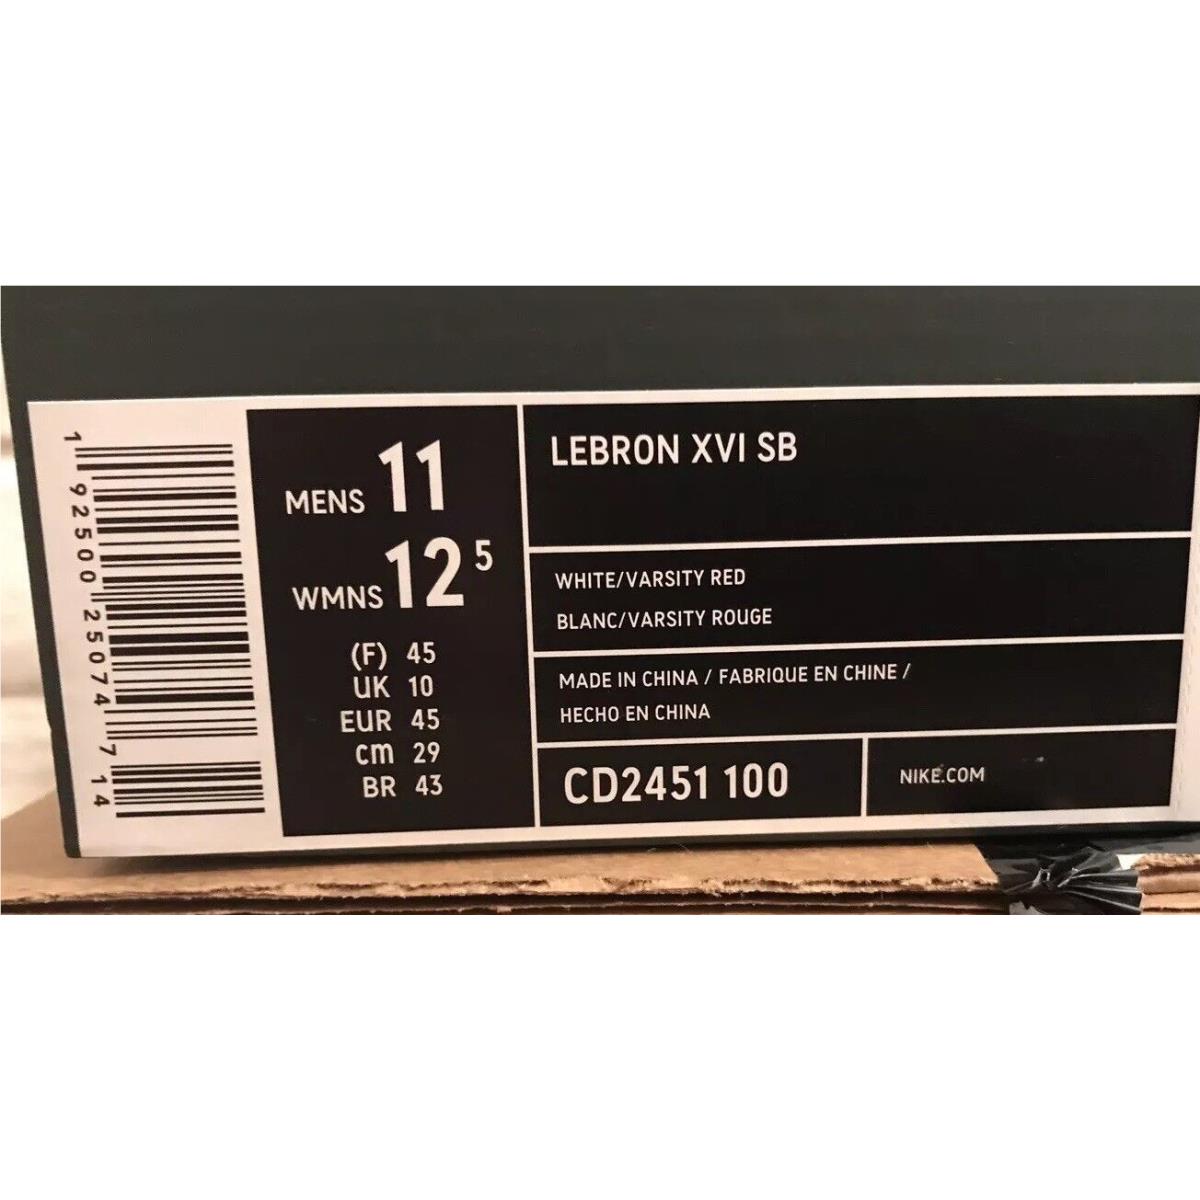 1 92500 25074 7 14
MENS 11
WMNS 12 5
(F) 45
UK 10
EUR 45
cm 29
BR 43
LEBRON XVI SB
WHITE/VARSITY RED
BLANC/VARSITY ROUGE
MADE IN CHINA / FABRIQUE EN CHINE /
HECHO EN CHINA
CD2451 100
NIKE.COM